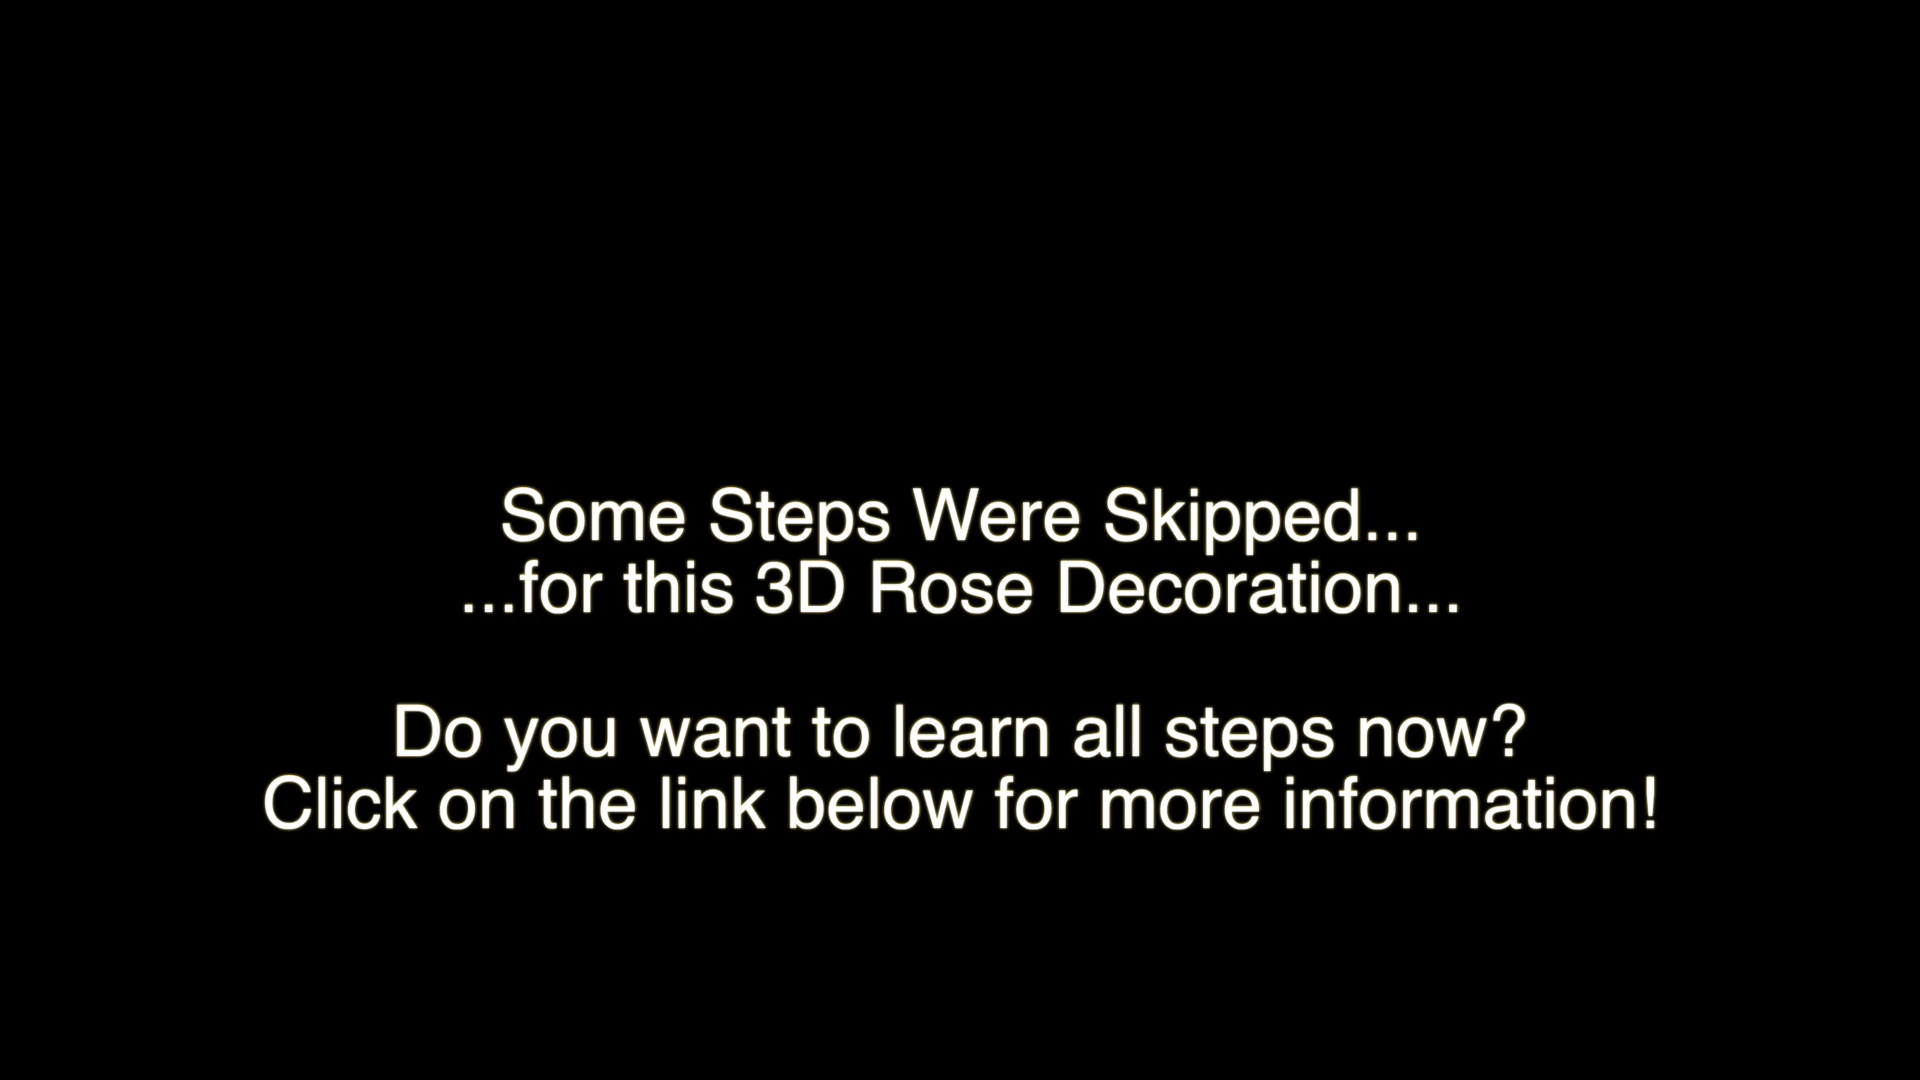 Some Steps Were Skipped...
...for this 3D Rose Decoration...
Do you want to learn all steps now?
Click on the link below for more information!